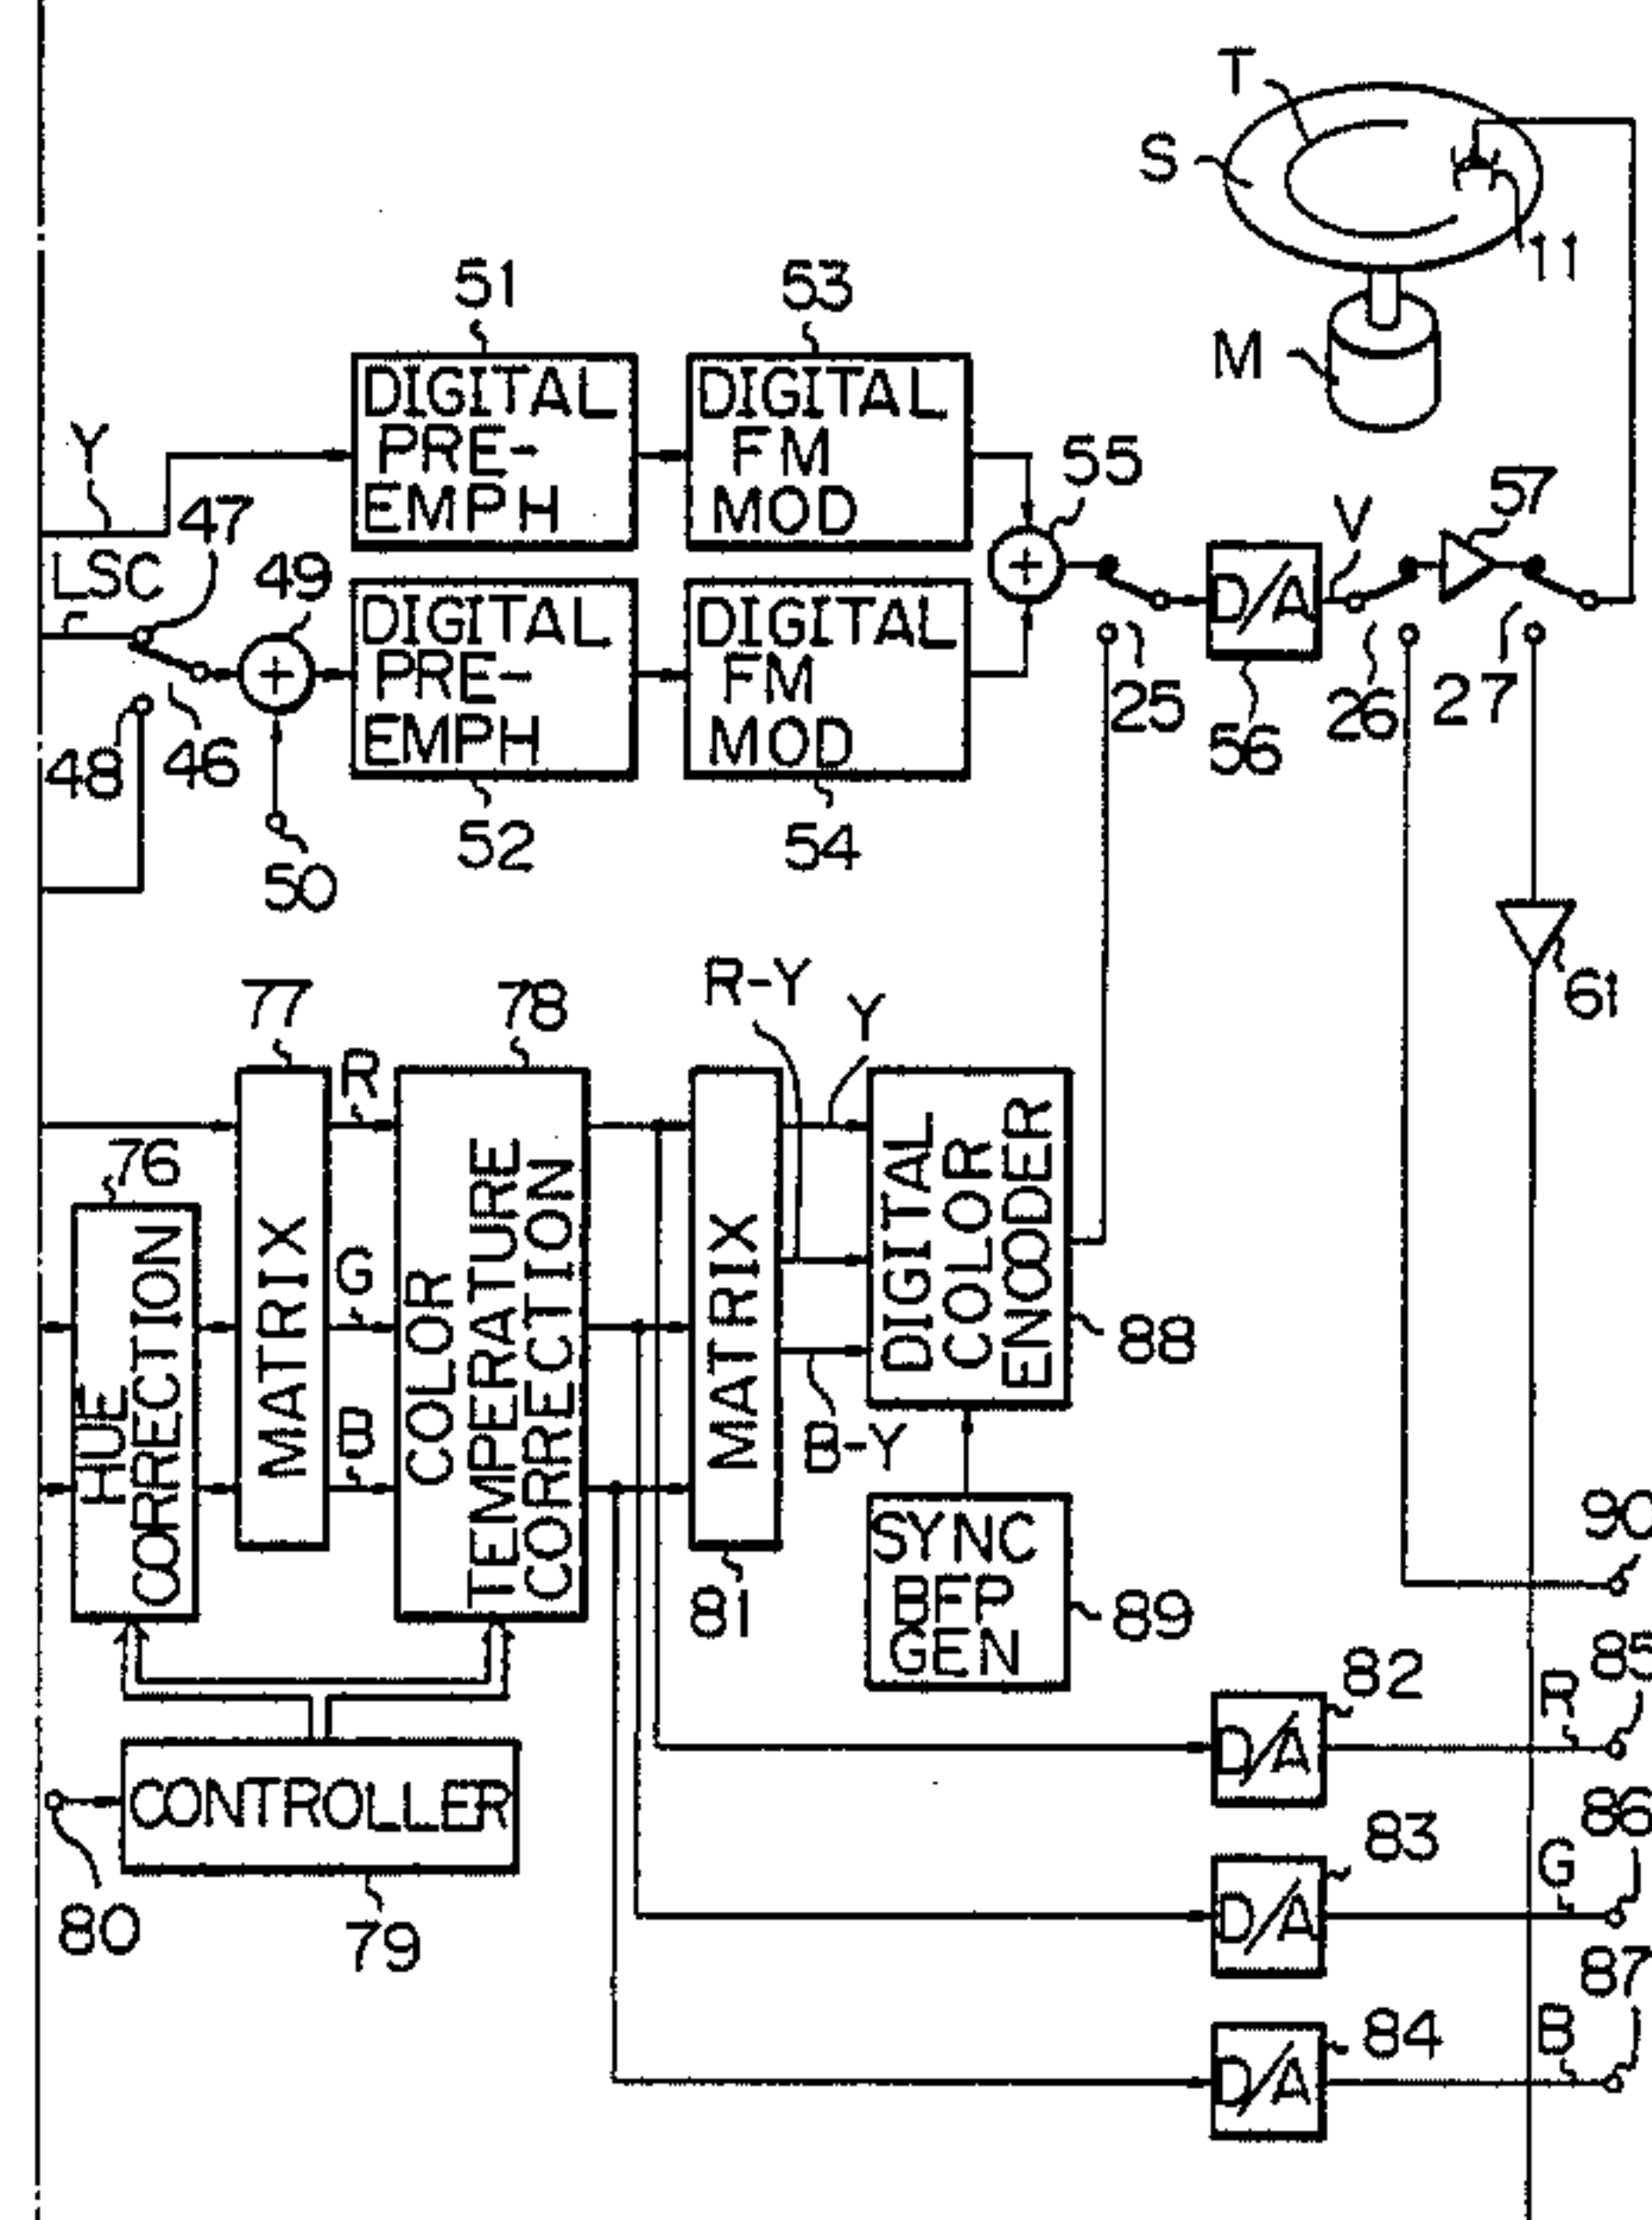 T
S
11
M
51
53
DIGITAL
PRE-
EMPH
DIGITAL
FM
MOD
Y
47
LSC
49
55
V
57
D/A
DIGITAL
PRE-
EMPH
DIGITAL
FM
MOD
48
46
25
56
26
27
50
52
54
61
77
78
R-Y
Y
R
76
HUE
CORRECTION
MATRIX
G
B
COLOR
TEMPERATURE
CORRECTION
MATRIX
DIGITAL
COLOR
ENCODER
88
B-Y
81
SYNC
BFP
GEN
89
90
CONTROLLER
80
79
82
D/A
R
85
83
D/A
G
86
84
D/A
B
87